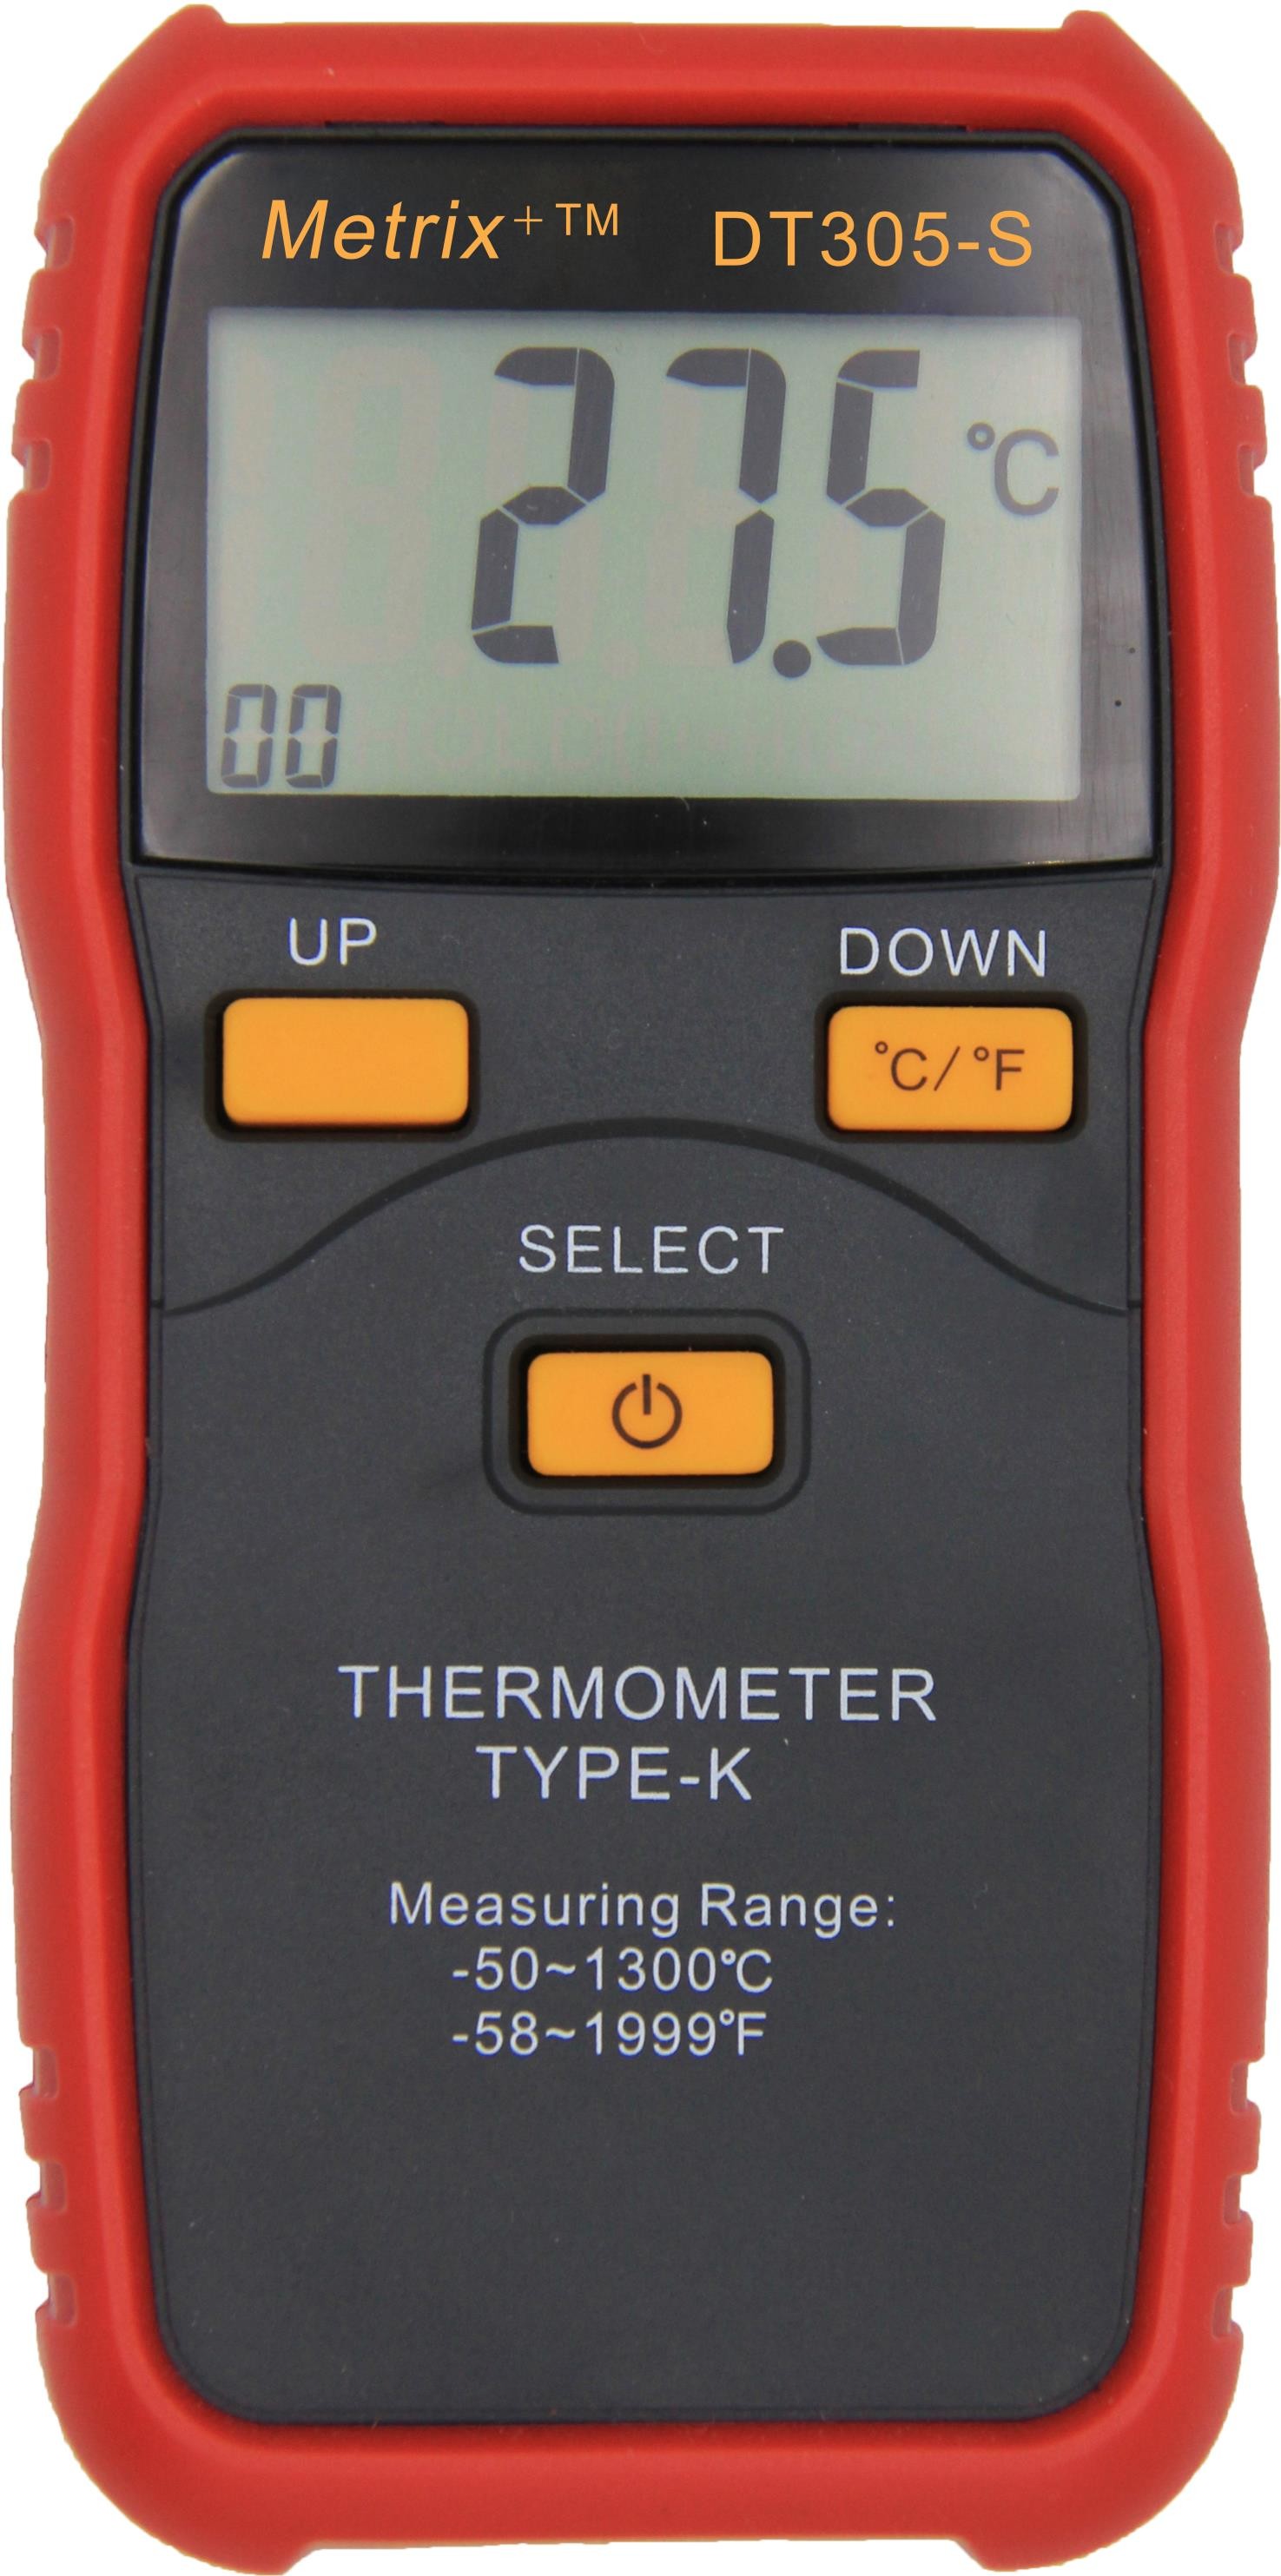 Metrix+™ DT305-S
27.5 °C
00
UP DOWN
°C/°F
SELECT
THERMOMETER
TYPE-K
Measuring Range:
-50~1300℃
-58~1999℉